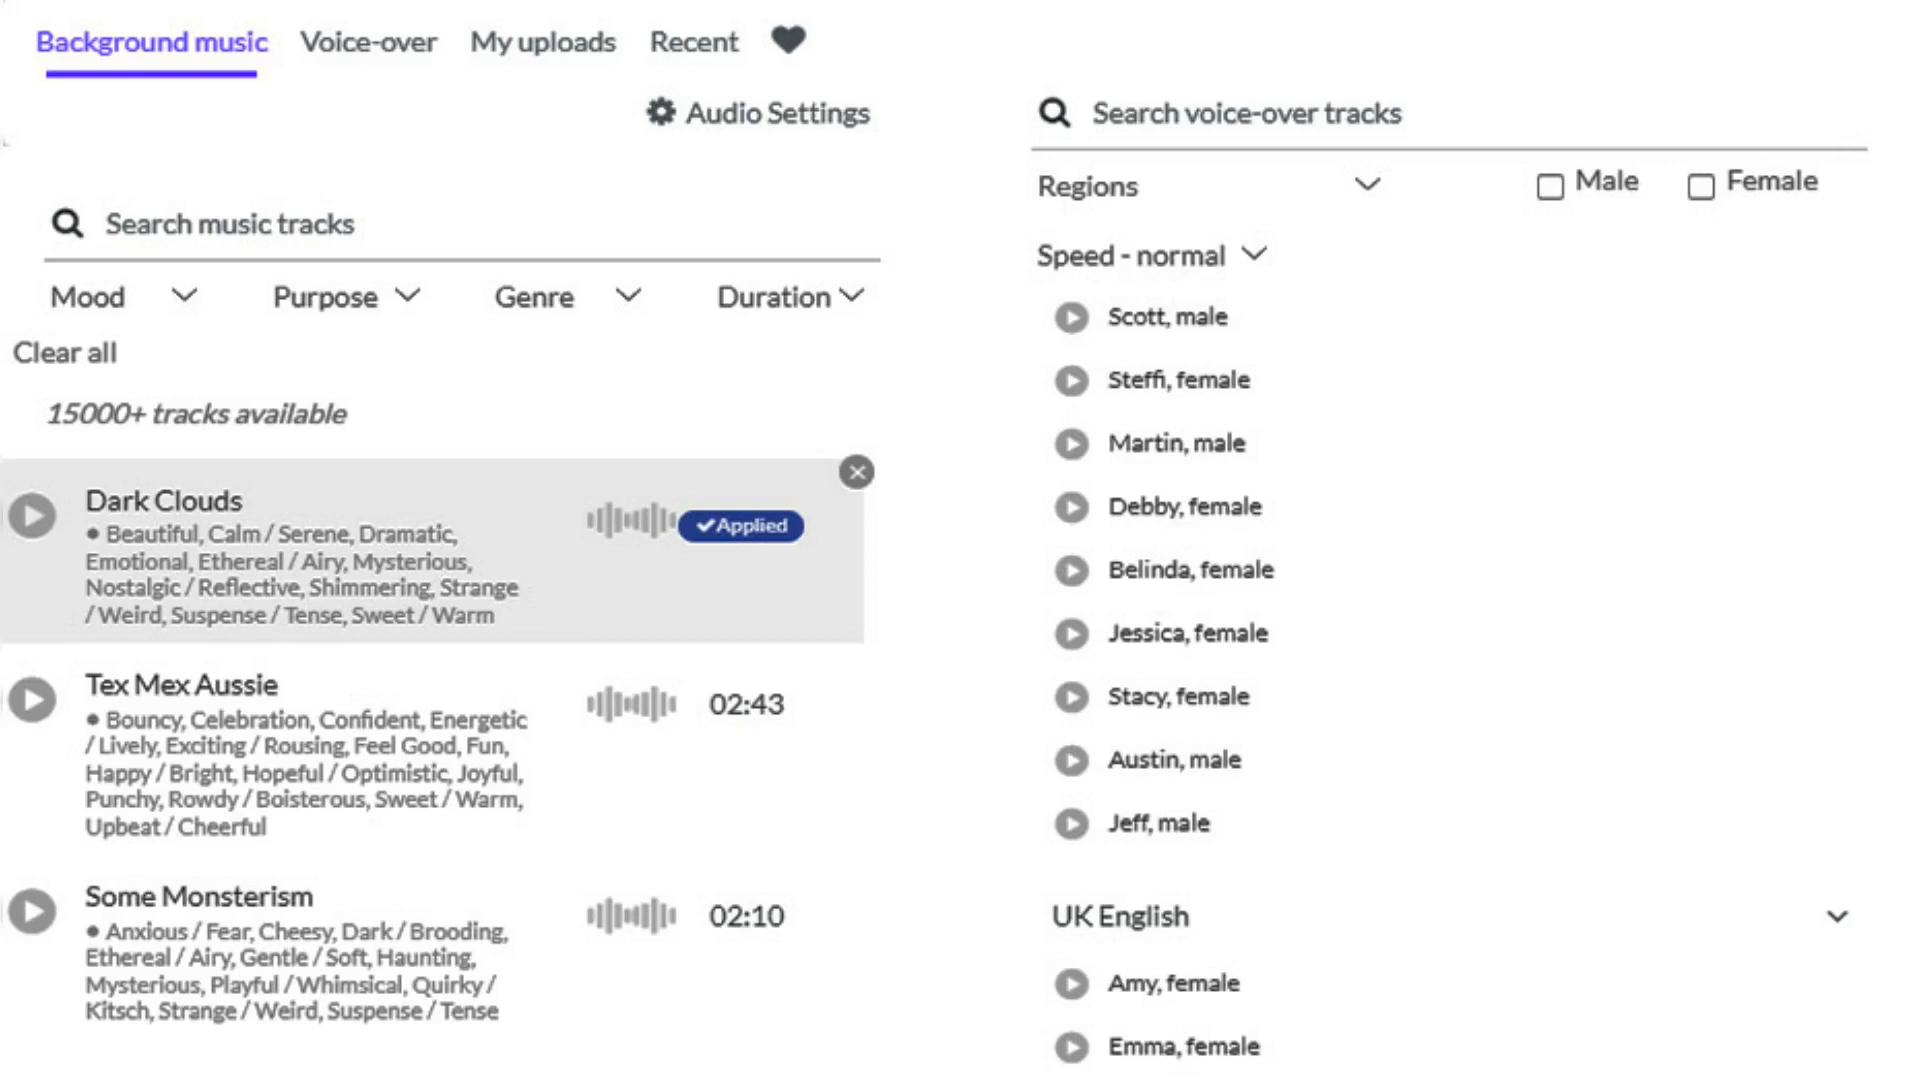 Background music Voice-over My uploads Recent
Audio Settings
Search music tracks
Mood Purpose Genre Duration
Clear all
15000+ tracks available
Dark Clouds
• Beautiful, Calm / Serene, Dramatic,
Emotional, Ethereal / Airy, Mysterious,
Nostalgic / Reflective, Shimmering, Strange
/ Weird, Suspense / Tense, Sweet / Warm
Applied
Tex Mex Aussie
• Bouncy, Celebration, Confident, Energetic
/ Lively, Exciting / Rousing, Feel Good, Fun,
Happy / Bright, Hopeful / Optimistic, Joyful,
Punchy, Rowdy / Boisterous, Sweet / Warm,
Upbeat / Cheerful
02:43
Some Monsterism
• Anxious / Fear, Cheesy, Dark / Brooding,
Ethereal / Airy, Gentle / Soft, Haunting,
Mysterious, Playful / Whimsical, Quirky /
Kitsch, Strange / Weird, Suspense / Tense
02:10
Search voice-over tracks
Regions Male Female
Speed - normal
Scott, male
Steffi, female
Martin, male
Debby, female
Belinda, female
Jessica, female
Stacy, female
Austin, male
Jeff, male
UK English
Amy, female
Emma, female